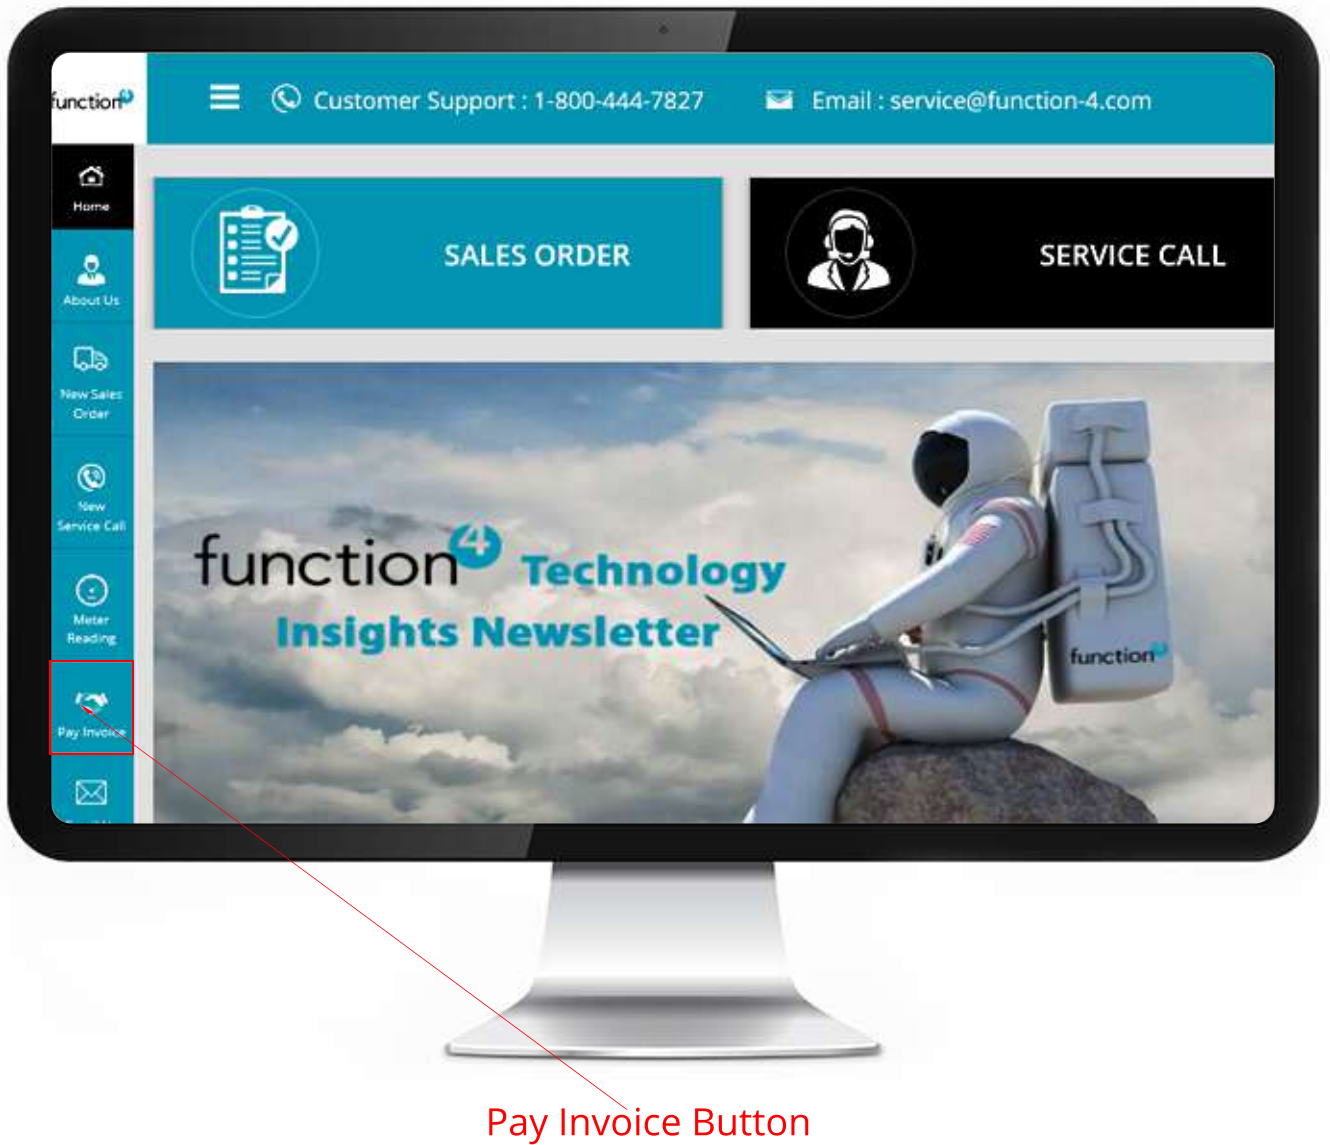 function4
Customer Support : 1-800-444-7827
Email : service@function-4.com
Home
About Us
New Sales
Order
New
Service Call
Meter
Reading
Pay Invoice
SALES ORDER
SERVICE CALL
function4 Technology
Insights Newsletter
function4
Pay Invoice Button